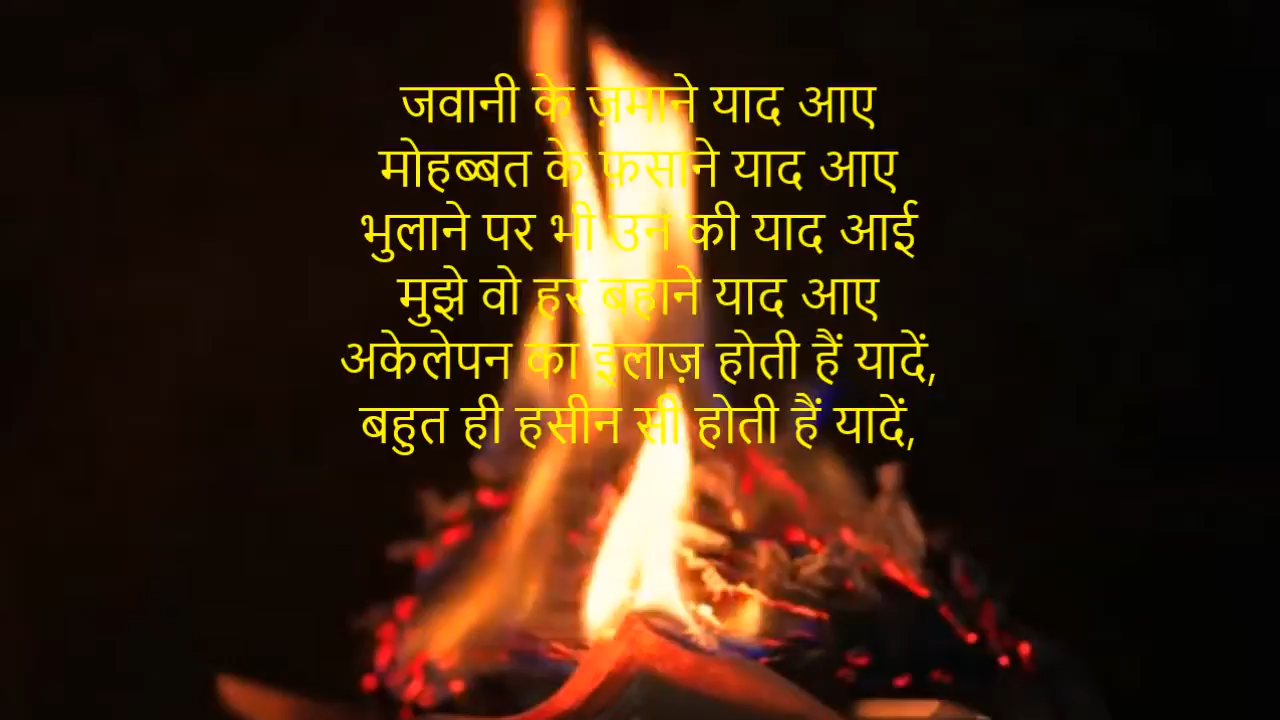 जवानी के ज़माने याद आए
मोहब्बत के फ़साने याद आए
भुलाने पर भी उन की याद आई
मुझे वो हर बहाने याद आए
अकेलेपन का इलाज़ होती हैं यादें,
बहुत ही हसीन सी होती हैं यादें,